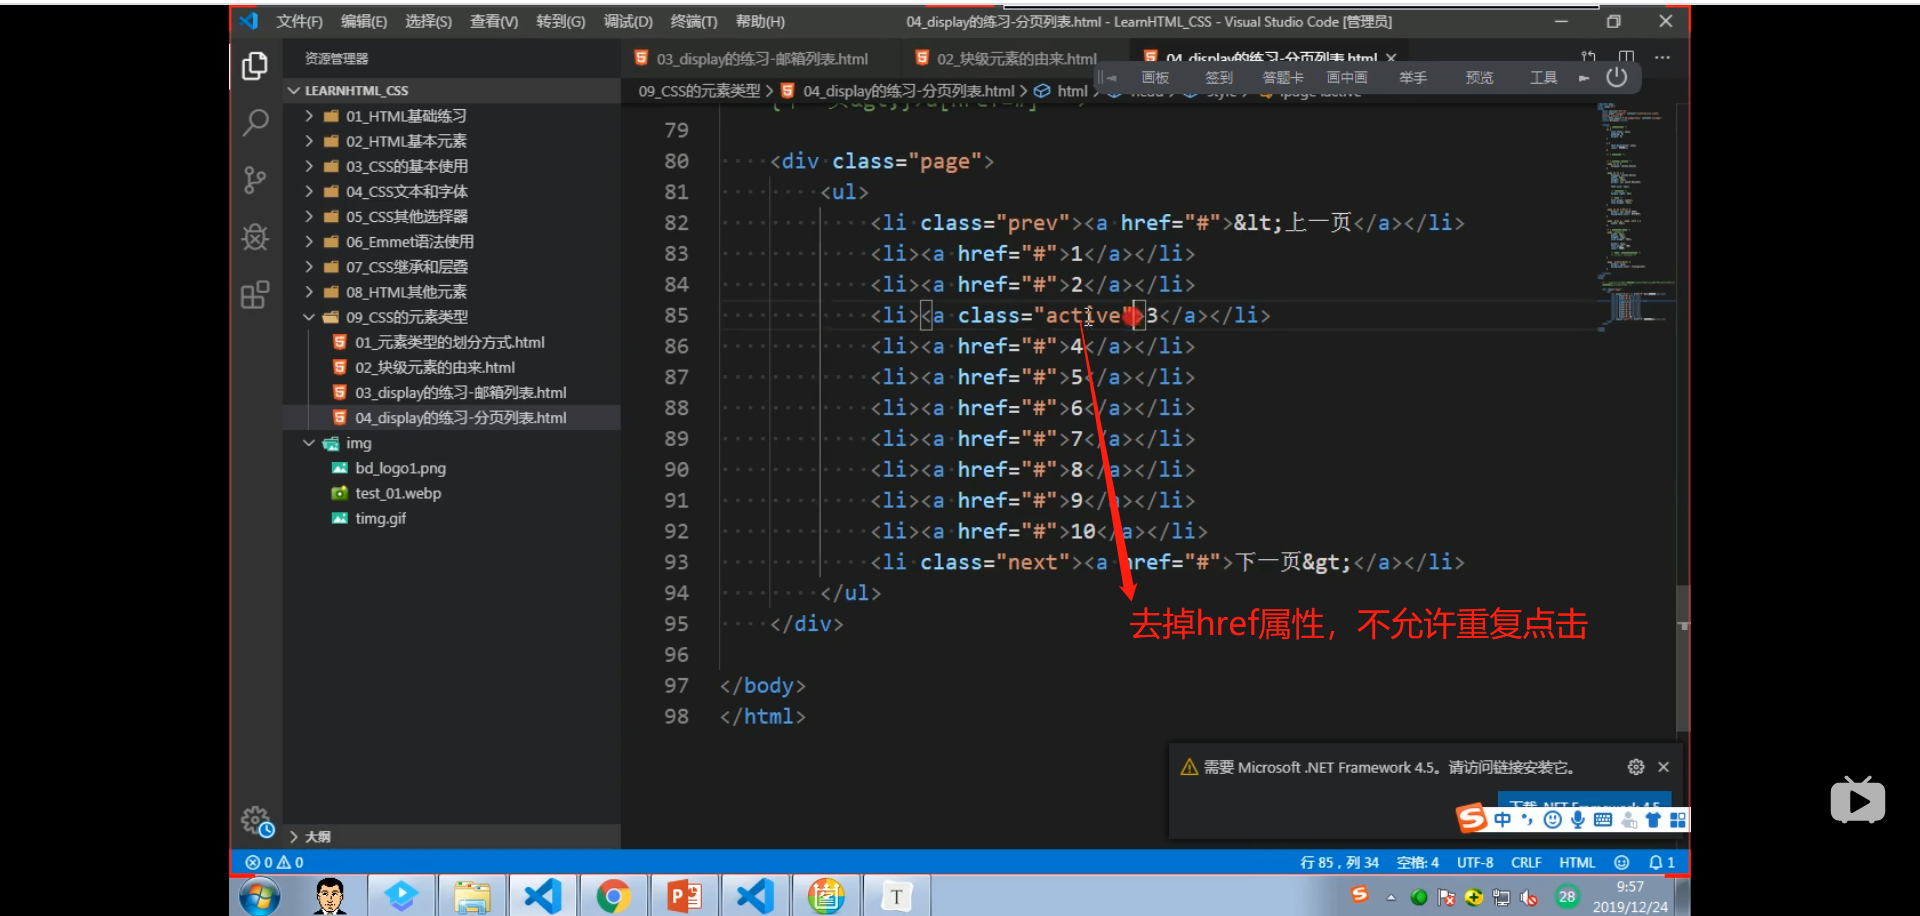 文件(F) 编辑(E) 选择(S) 查看(V) 转到(G) 调试(D) 终端(T) 帮助(H) 04_display的练习-分页列表.html - LearnHTML_CSS - Visual Studio Code [管理员]
资源管理器
03_display的练习-邮箱列表.html 02_块级元素的由来.html 04_display的练习-分页列表.html
画板 签到 答题卡 画中画 举手 预览 工具
09_CSS的元素类型 > 04_display的练习-分页列表.html > html
LEARNHTML_CSS
01_HTML基础练习
02_HTML基本元素
03_CSS的基本使用
04_CSS文本和字体
05_CSS其他选择器
06_Emmet语法使用
07_CSS继承和层叠
08_HTML其他元素
09_CSS的元素类型
01_元素类型的划分方式.html
02_块级元素的由来.html
03_display的练习-邮箱列表.html
04_display的练习-分页列表.html
img
bd_logo1.png
test_01.webp
timg.gif
大纲
79
80 <div class="page">
81 <ul>
82 <li class="prev"><a href="#">&lt;上一页</a></li>
83 <li><a href="#">1</a></li>
84 <li><a href="#">2</a></li>
85 <li><a class="active">3</a></li>
86 <li><a href="#">4</a></li>
87 <li><a href="#">5</a></li>
88 <li><a href="#">6</a></li>
89 <li><a href="#">7</a></li>
90 <li><a href="#">8</a></li>
91 <li><a href="#">9</a></li>
92 <li><a href="#">10</a></li>
93 <li class="next"><a href="#">下一页&gt;</a></li>
94 </ul>
95 </div>
96
97 </body>
98 </html>
去掉href属性，不允许重复点击
需要 Microsoft .NET Framework 4.5。请访问链接安装它。
中
0 0
行 85，列 34 空格: 4 UTF-8 CRLF HTML 1
28
9:57
2019/12/24